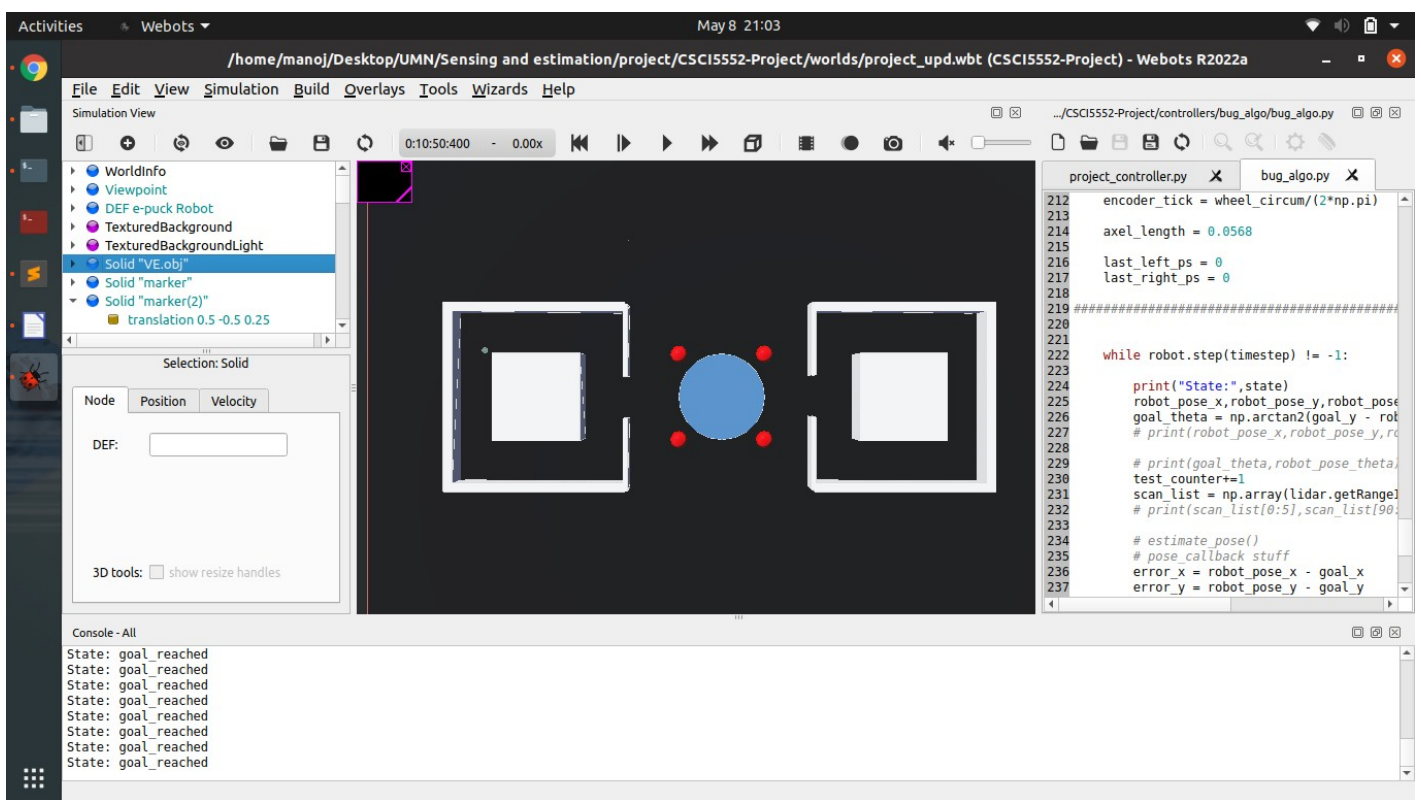 Activities Webots May 8 21:03
/home/manoj/Desktop/UMN/Sensing and estimation/project/CSCI5552-Project/worlds/project_upd.wbt (CSCI5552-Project) - Webots R2022a
File Edit View Simulation Build Overlays Tools Wizards Help
Simulation View
0:10:50:400 - 0.00x
WorldInfo
Viewpoint
DEF e-puck Robot
TexturedBackground
TexturedBackgroundLight
Solid "VE.obj"
Solid "marker"
Solid "marker(2)"
translation 0.5 -0.5 0.25
Selection: Solid
Node Position Velocity
DEF:
3D tools: show resize handles
.../CSCI5552-Project/controllers/bug_algo/bug_algo.py
project_controller.py X bug_algo.py X
212 encoder_tick = wheel_circum/(2*np.pi)
213
214 axel_length = 0.0568
215
216 last_left_ps = 0
217 last_right_ps = 0
218
219 ############################################
220
221
222 while robot.step(timestep) != -1:
223
224 print("State:",state)
225 robot_pose_x,robot_pose_y,robot_pose
226 goal_theta = np.arctan2(goal_y - rob
227 # print(robot_pose_x,robot_pose_y,ro
228
229 # print(goal_theta,robot_pose_theta)
230 test_counter+=1
231 scan_list = np.array(lidar.getRangeI
232 # print(scan_list[0:5],scan_list[90:
233
234 # estimate_pose()
235 # pose_callback stuff
236 error_x = robot_pose_x - goal_x
237 error_y = robot_pose_y - goal_y
Console - All
State: goal_reached
State: goal_reached
State: goal_reached
State: goal_reached
State: goal_reached
State: goal_reached
State: goal_reached
State: goal_reached